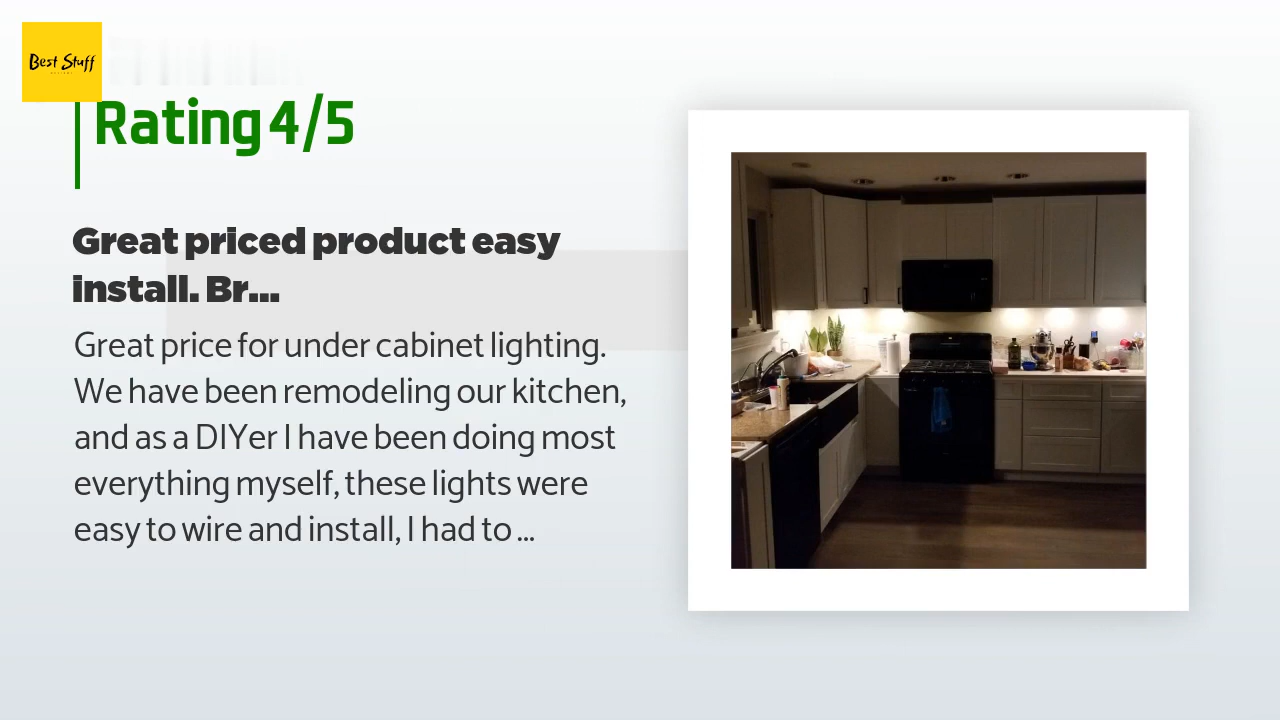 Best Stuff
Rating 4/5
Great priced product easy
install. Br...
Great price for under cabinet lighting.
We have been remodeling our kitchen,
and as a DIYer I have been doing most
everything myself, these lights were
easy to wire and install, I had to ...